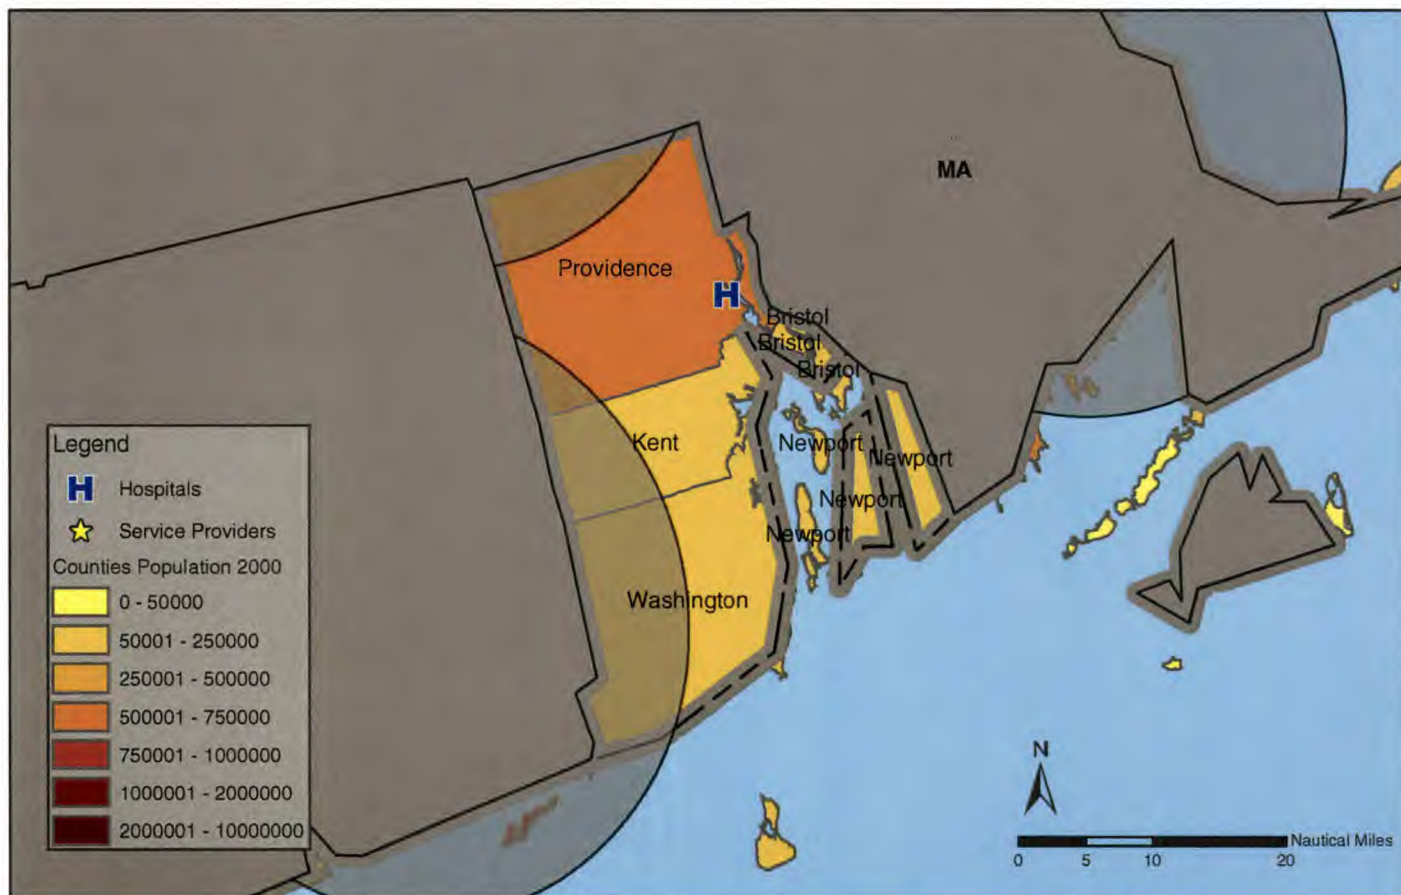 MA
Providence
H
Bristol
Bristol
Bristol
Kent
Newport
Newport
Newport
Newport
Washington
Legend
H Hospitals
Service Providers
Counties Population 2000
0 - 50000
50001 - 250000
250001 - 500000
500001 - 750000
750001 - 1000000
1000001 - 2000000
2000001 - 10000000
N
Nautical Miles
0 5 10 20